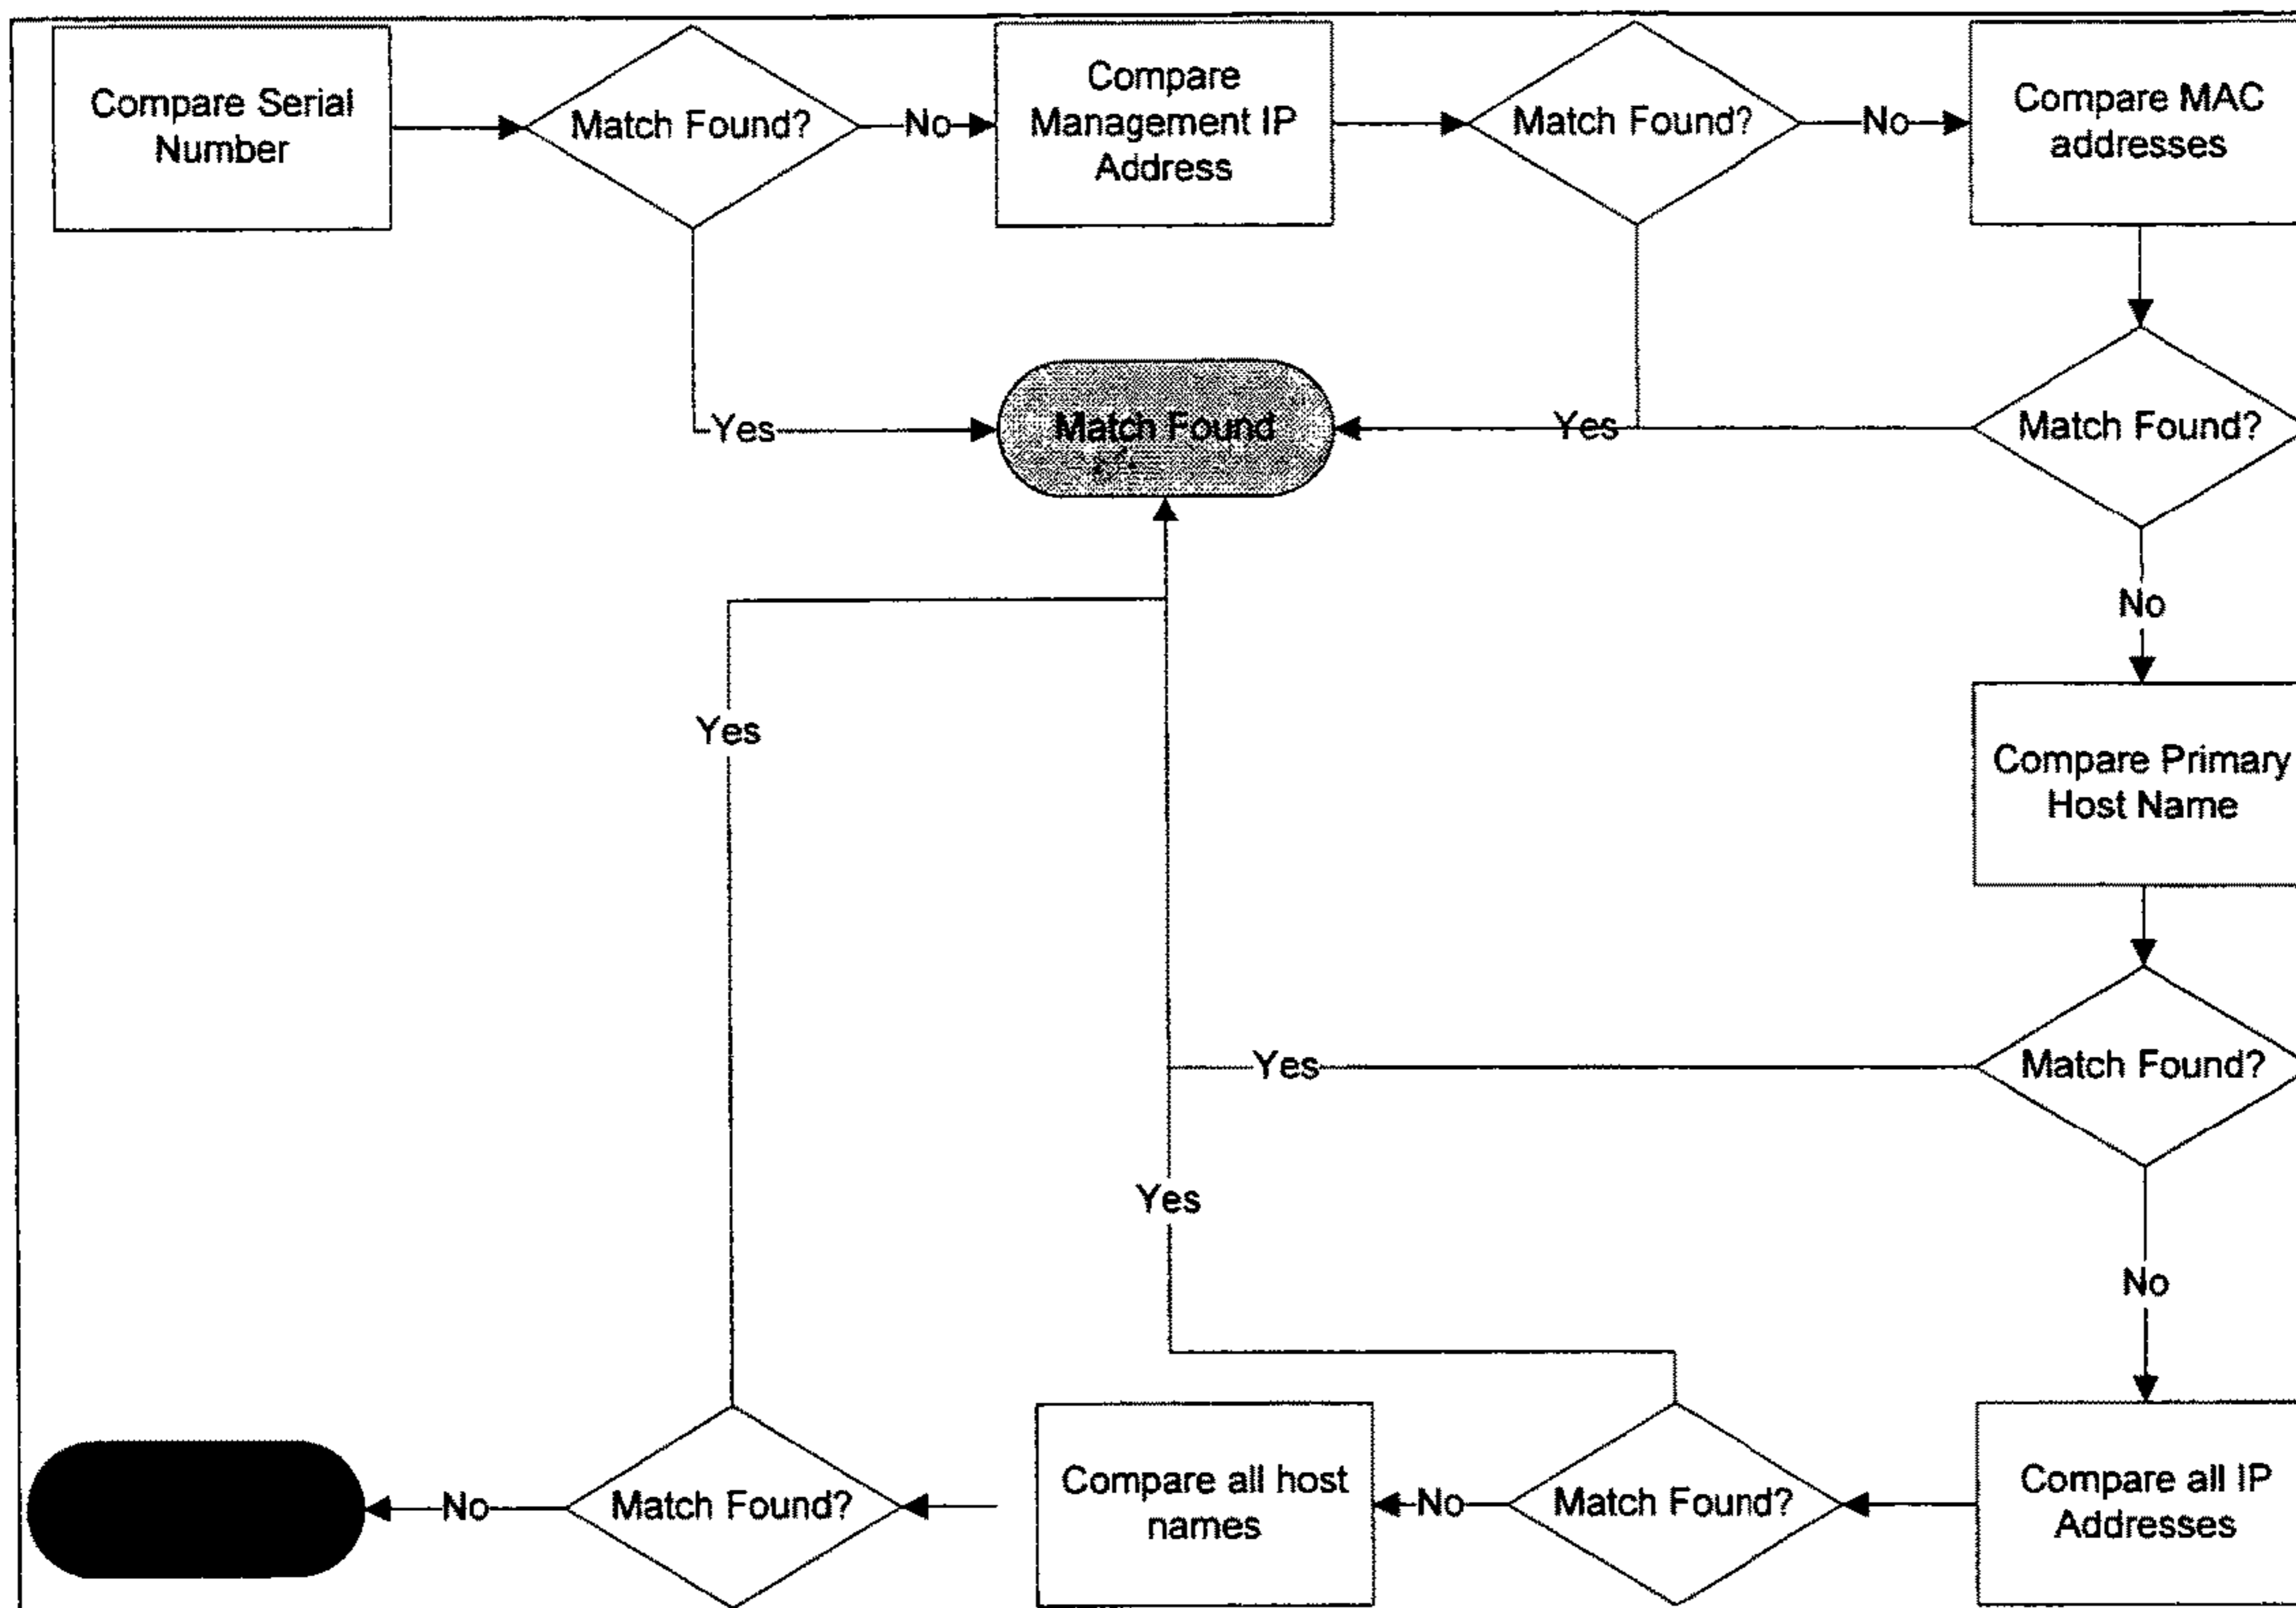 Compare Serial
Number
Match Found?
No
Compare
Management IP
Address
Match Found?
No
Compare MAC
addresses
Yes
Match Found
Yes
Match Found?
No
Yes
Compare Primary
Host Name
Yes
Match Found?
Yes
No
Match Found?
No
Compare all host
names
No
Match Found?
Compare all IP
Addresses